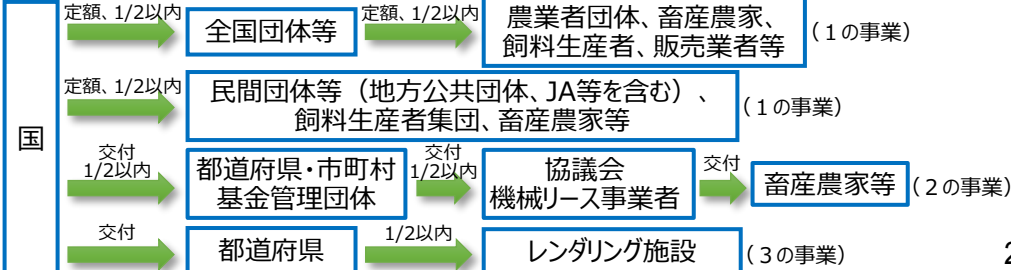 定額、1/2以内
全国団体等
定額、1/2以内
農業者団体、畜産農家、
飼料生産者、販売業者等
(１の事業)
国
定額、1/2以内
民間団体等（地方公共団体、JA等を含む）、
飼料生産者集団、畜産農家等
(１の事業)
交付
1/2以内
都道府県・市町村
基金管理団体
交付
1/2以内
協議会
機械リース事業者
交付
畜産農家等
(２の事業)
交付
都道府県
1/2以内
レンダリング施設
(３の事業)